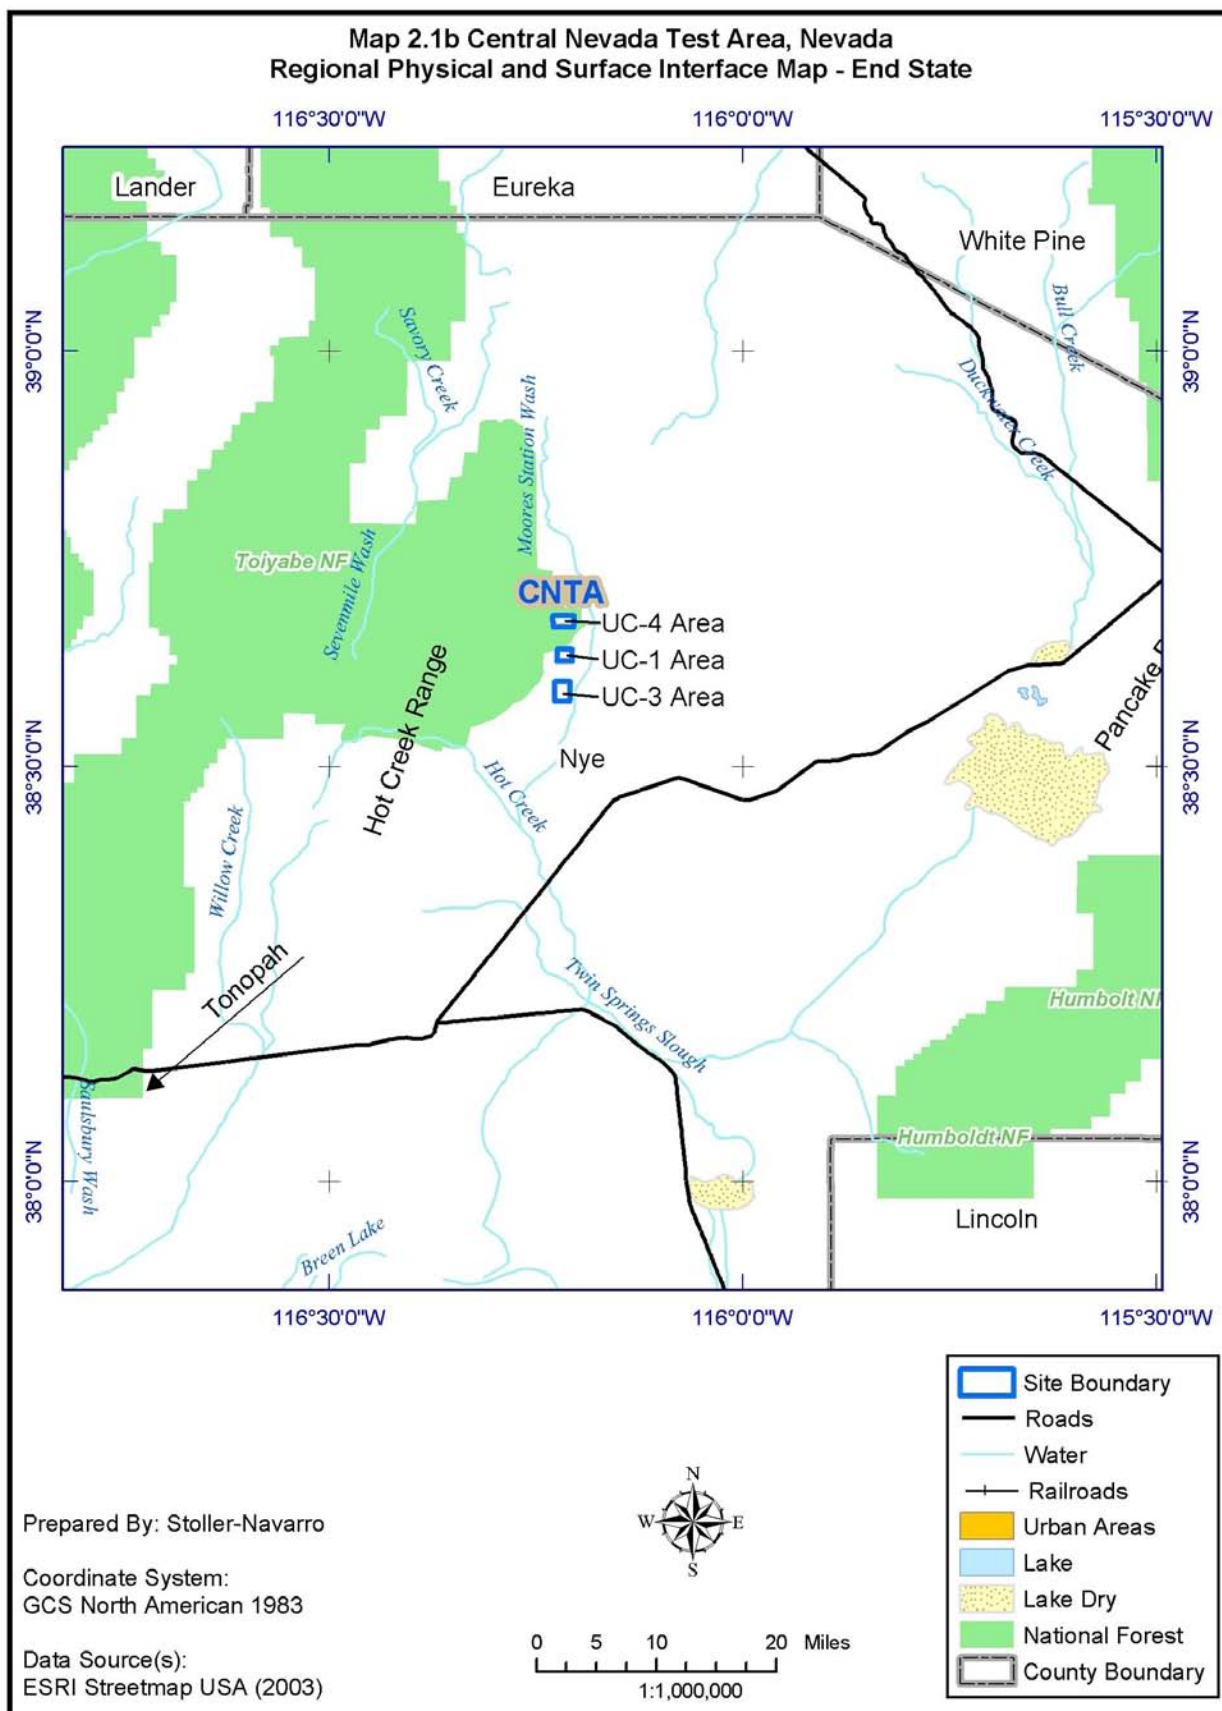 Map 2.1b Central Nevada Test Area, Nevada
Regional Physical and Surface Interface Map - End State
116°30'0"W
116°0'0"W
115°30'0"W
Lander
Eureka
White Pine
39°0'0"N
39°0'0"N
Savory Creek
Bull Creek
Duckwater Creek
Moores Station Wash
Toiyabe NF
Sevenmile Wash
CNTA
UC-4 Area
UC-1 Area
UC-3 Area
Hot Creek Range
Pancake
38°30'0"N
38°30'0"N
Nye
Hot Creek
Willow Creek
Tonopah
Twin Springs Slough
Humbolt NF
Saulsbury Wash
Humboldt NF
38°0'0"N
38°0'0"N
Lincoln
Breen Lake
116°30'0"W
116°0'0"W
115°30'0"W
Site Boundary
Roads
Water
Railroads
Urban Areas
Lake
Lake Dry
National Forest
County Boundary
N
W
E
S
Prepared By: Stoller-Navarro
Coordinate System:
GCS North American 1983
Data Source(s):
ESRI Streetmap USA (2003)
0 5 10 20 Miles
1:1,000,000